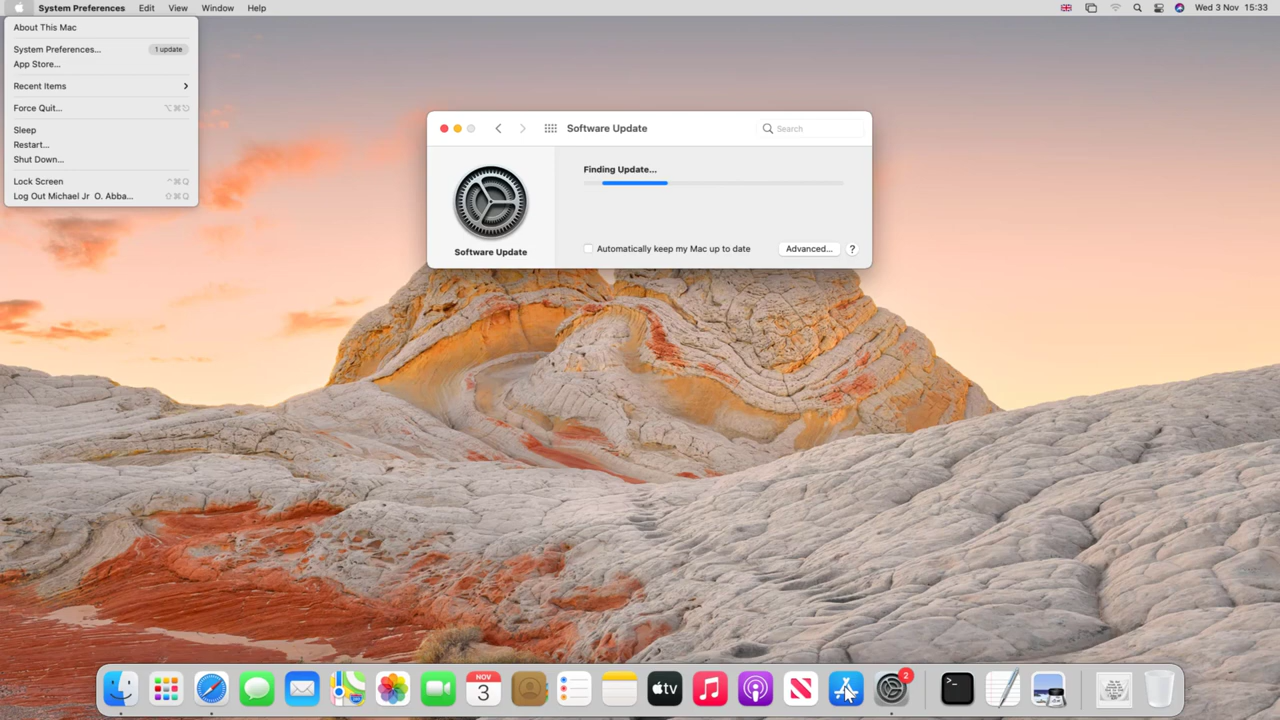 System Preferences Edit View Window Help
Wed 3 Nov 15:33
About This Mac
System Preferences... 1 update
App Store...
Recent Items
Force Quit... ⌥⌘⎋
Sleep
Restart...
Shut Down...
Lock Screen ^⌘Q
Log Out Michael Jr O. Abba... ⇧⌘Q
Software Update
Search
Finding Update...
Software Update
Automatically keep my Mac up to date
Advanced... ?
NOV
3
tv
2
>_